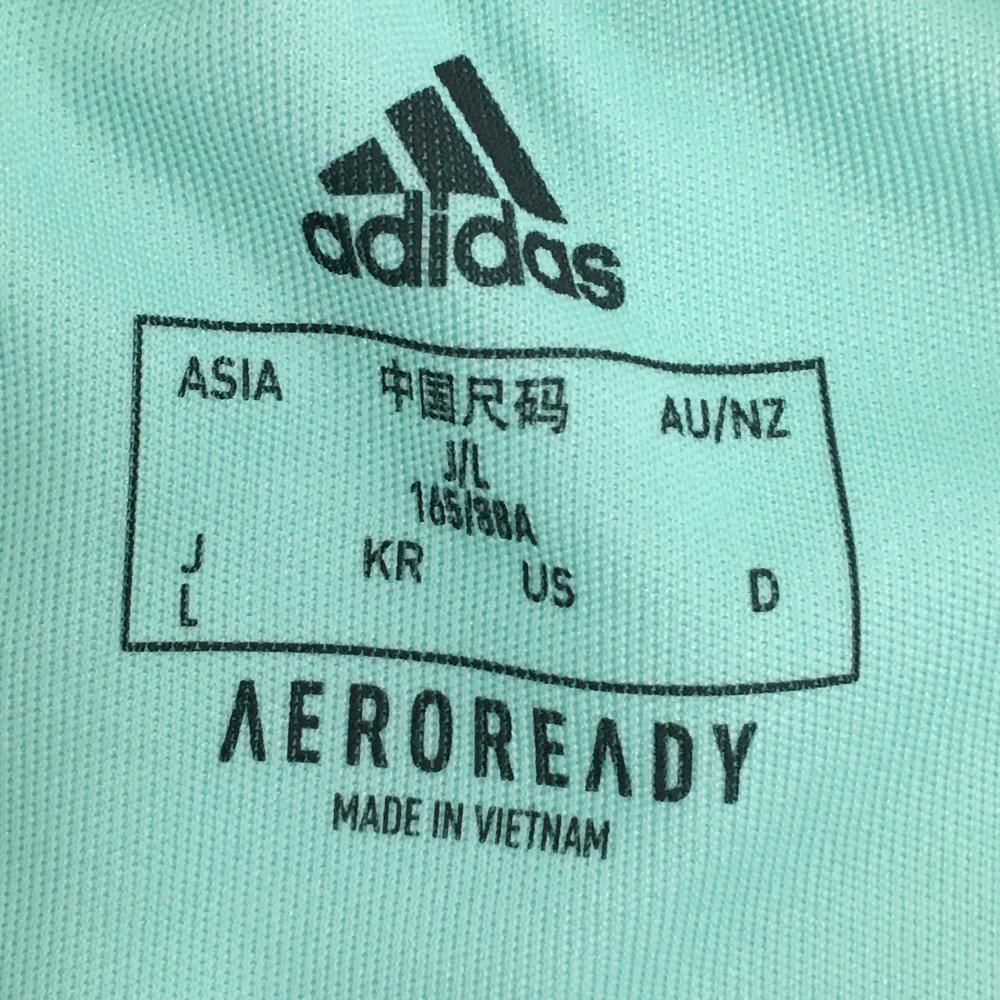 adidas
ASIA 中国尺码 AU/NZ
J/L
165/88A
J KR US D
L
AEROREADY
MADE IN VIETNAM